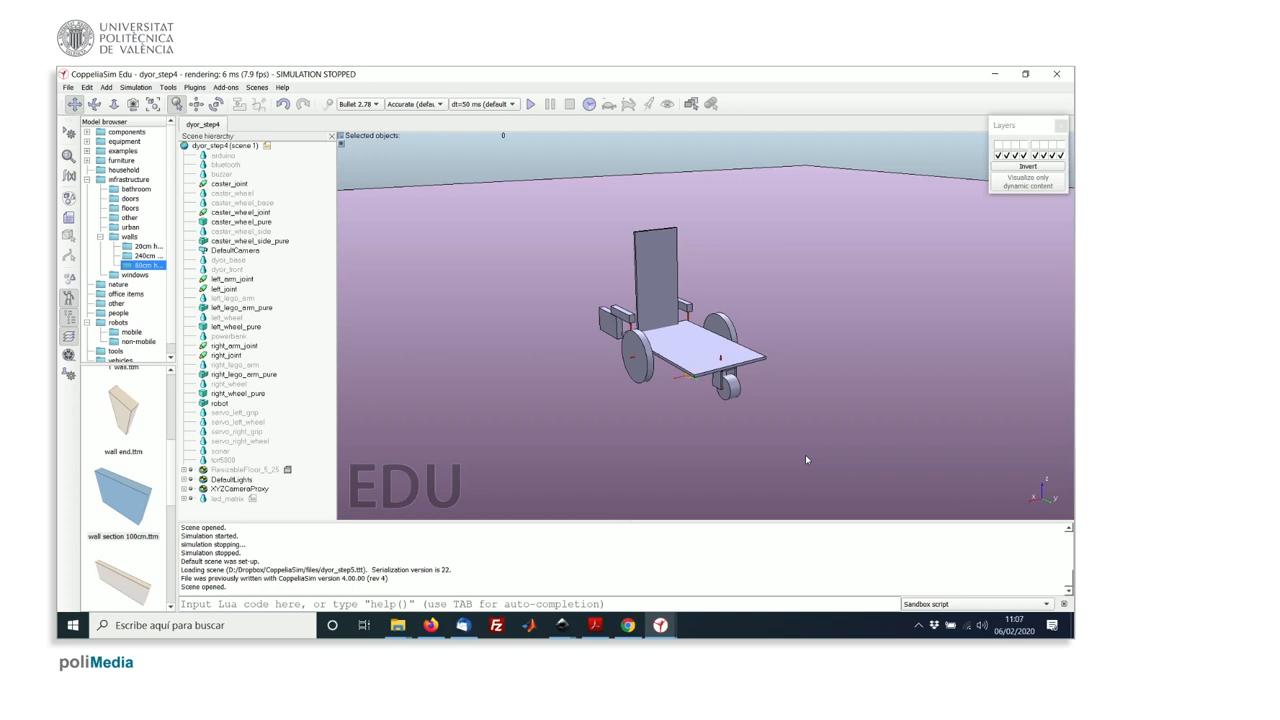 UNIVERSITAT
POLITÈCNICA
DE VALÈNCIA
CoppeliaSim Edu - dyor_step4 - rendering: 6 ms (7.9 fps) - SIMULATION STOPPED
File Edit Add Simulation Tools Plugins Add-ons Scenes Help
Bullet 2.78 Accurate (defau dt=50 ms (default)
Model browser
components
equipment
examples
furniture
household
infrastructure
bathroom
doors
floors
other
urban
walls
20cm h...
240cm ...
80cm h...
windows
nature
office items
other
people
robots
mobile
non-mobile
tools
vehicles
wall end.ttm
wall section 100cm.ttm
dyor_step4
Scene hierarchy
dyor_step4 (scene 1)
arduino
bluetooth
buzzer
caster_joint
caster_wheel
caster_wheel_base
caster_wheel_joint
caster_wheel_pure
caster_wheel_side
caster_wheel_side_pure
DefaultCamera
dyor_base
dyor_front
left_arm_joint
left_joint
left_lego_arm
left_lego_arm_pure
left_wheel
left_wheel_pure
powerbank
right_arm_joint
right_joint
right_lego_arm
right_lego_arm_pure
right_wheel
right_wheel_pure
robot
servo_left_grip
servo_left_wheel
servo_right_grip
servo_right_wheel
sonar
tcrt5000
ResizableFloor_5_25
DefaultLights
XYZCameraProxy
led_matrix
Selected objects: 0
Layers
Invert
Visualize only
dynamic content
EDU
z
x
y
Scene opened.
Simulation started.
simulation stopping...
Simulation stopped.
Default scene was set-up.
Loading scene (D:/Dropbox/CoppeliaSim/files/dyor_step5.ttt). Serialization version is 22.
File was previously written with CoppeliaSim version 4.00.00 (rev 4)
Scene opened.
Input Lua code here, or type "help()" (use TAB for auto-completion)
Sandbox script
Escribe aquí para buscar
11:07
06/02/2020
poliMedia